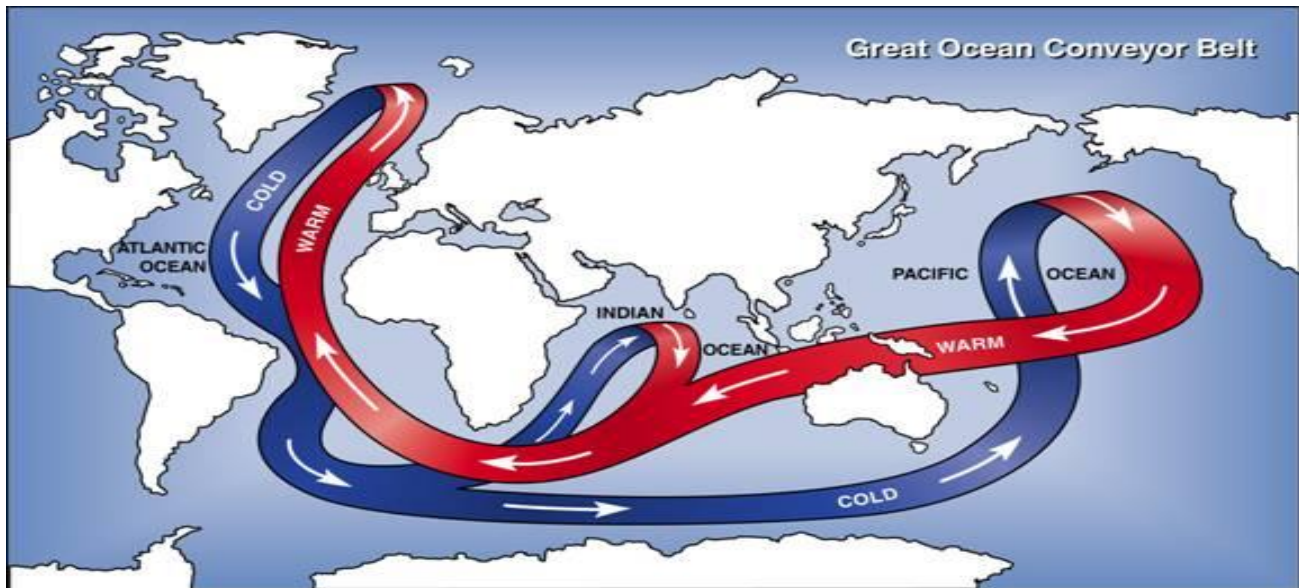 Great Ocean Conveyor Belt
COLD
WARM
ATLANTIC
OCEAN
INDIAN
OCEAN
PACIFIC OCEAN
WARM
COLD